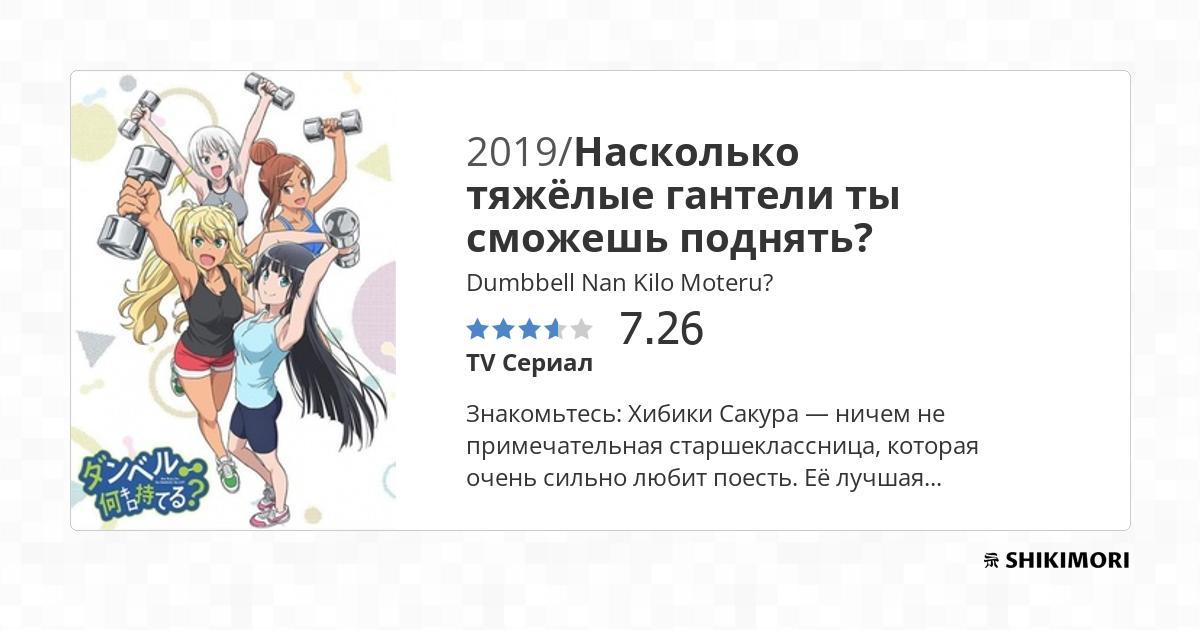 ダンベル
何キロ持てる?
2019/Насколько
тяжёлые гантели ты
сможешь поднять?
Dumbbell Nan Kilo Moteru?
7.26
TV Сериал
Знакомьтесь: Хибики Сакура — ничем не
примечательная старшеклассница, которая
очень сильно любит поесть. Её лучшая...
SHIKIMORI